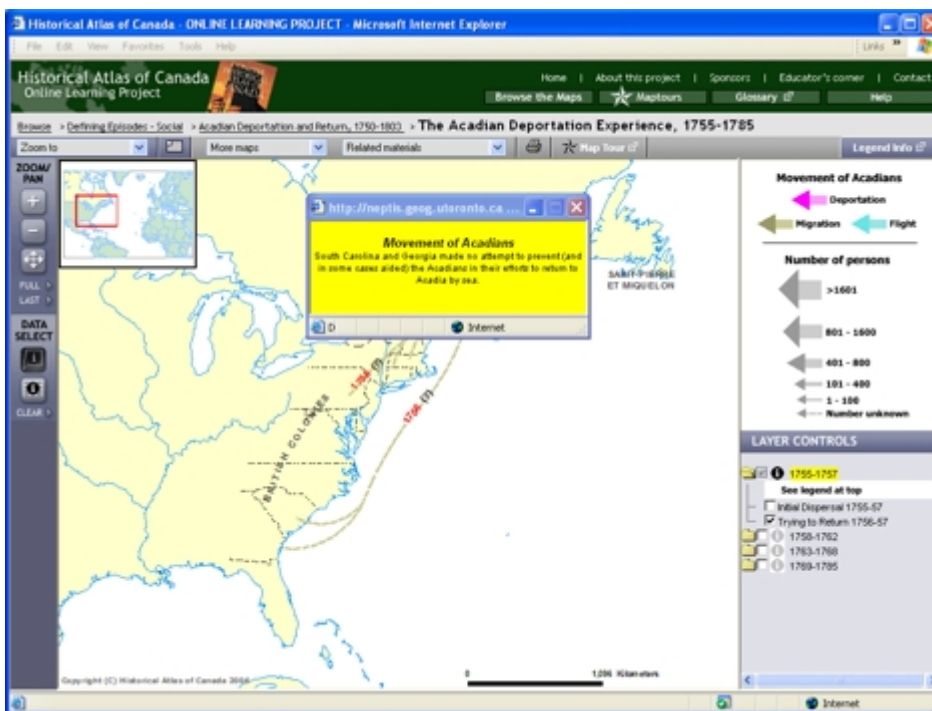 Historical Atlas of Canada - ONLINE LEARNING PROJECT - Microsoft Internet Explorer
File Edit View Favorites Tools Help
Links
Historical Atlas of Canada
Online Learning Project
Home | About this project | Sponsors | Educator's corner | Contact
Browse the Maps Maptours Glossary Help
Browse > Defining Episodes - Social > Acadian Deportation and Return, 1750-1803 > The Acadian Deportation Experience, 1755-1785
Zoom to More maps Related materials Map Tour Legend Info
ZOOM/
PAN
FULL
LAST
DATA
SELECT
CLEAR
http://neptis.geog.utoronto.ca ...
Movement of Acadians
South Carolina and Georgia made no attempt to prevent (and
in some cases aided) the Acadians in their efforts to return to
Acadia by sea.
D Internet
SAINT-PIERRE
ET MIQUELON
BRITISH COLONIES
1756 (?)
1756 (?)
0 Kilometers
Copyright (C) Historical Atlas of Canada
Movement of Acadians
Deportation
Migration Flight
Number of persons
>1601
801 - 1600
401 - 800
101 - 400
1 - 100
Number unknown
LAYER CONTROLS
1755-1757
See legend at top
Initial Dispersal 1755-57
Trying to Return 1756-57
1758-1762
1763-1768
1769-1785
Internet